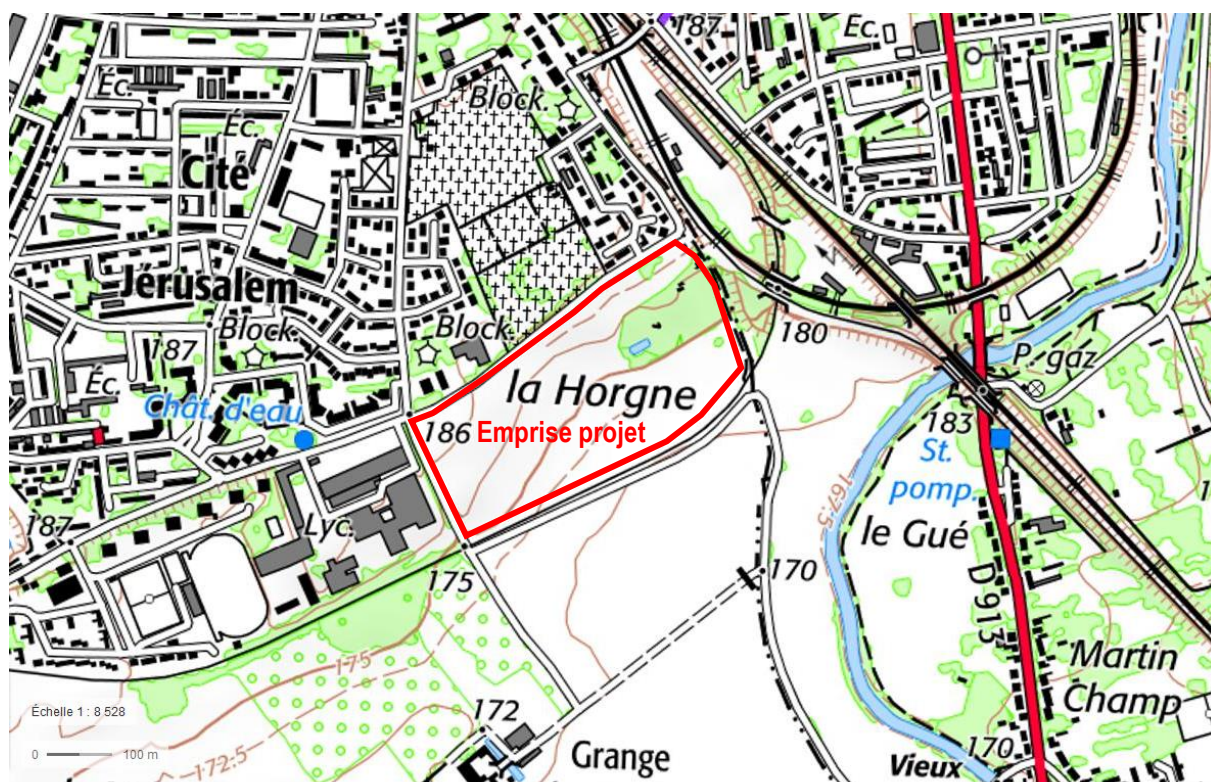 187
Éc.
Block.
Éc.
Éc.
Cité
167.5
Jérusalem
Block.
Block.
187
180
P. gaz
Éc.
la Horgne
Chât. d'eau
186
Emprise projet
183
St.
pomp.
167.5
le Gué
187
Lyc.
175
170
D 913
Martin
Champ
175
Échelle 1 : 8 528
172
0
100 m
172.5
Grange
170
Vieux